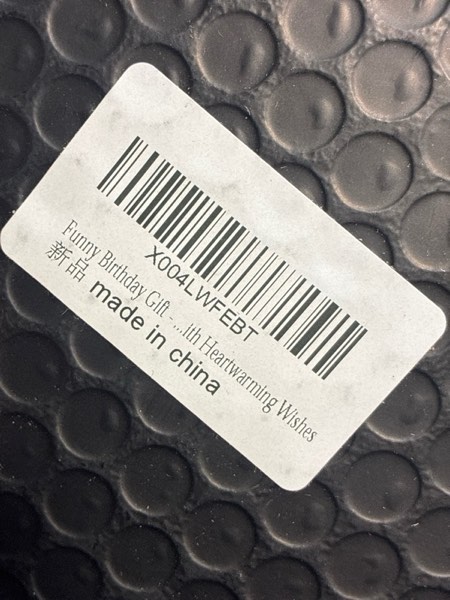 X004LWFEBT
Funny Birthday Gift - ...ith Heartwarming Wishes
新品 made in china